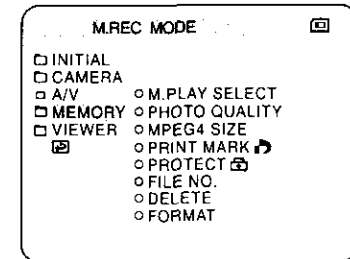 M.REC MODE
INITIAL
CAMERA
A/V
M.PLAY SELECT
MEMORY
PHOTO QUALITY
VIEWER
MPEG4 SIZE
PRINT MARK
PROTECT
FILE NO.
DELETE
FORMAT